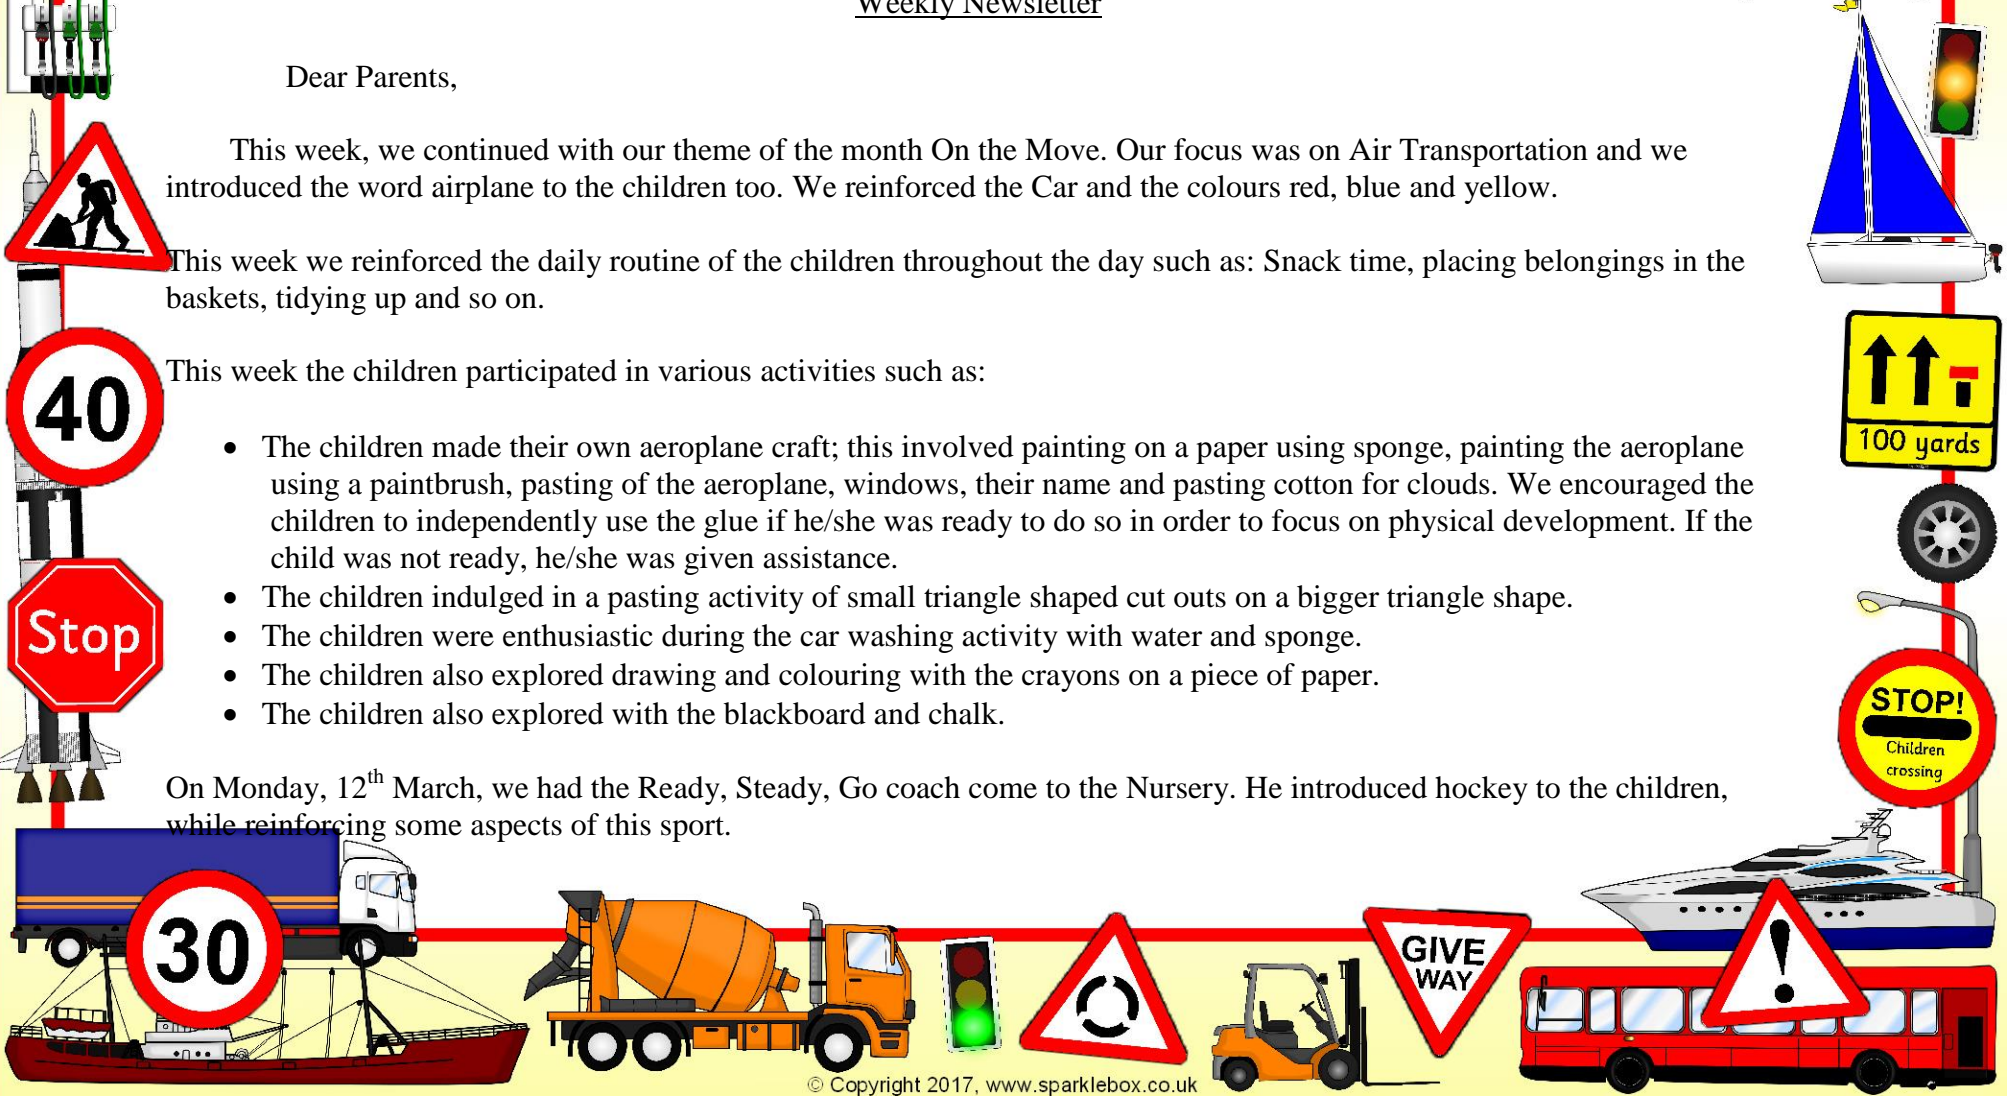 Weekly Newsletter
Dear Parents,
This week, we continued with our theme of the month On the Move. Our focus was on Air Transportation and we
introduced the word airplane to the children too. We reinforced the Car and the colours red, blue and yellow.
This week we reinforced the daily routine of the children throughout the day such as: Snack time, placing belongings in the
baskets, tidying up and so on.
This week the children participated in various activities such as:
• The children made their own aeroplane craft; this involved painting on a paper using sponge, painting the aeroplane
using a paintbrush, pasting of the aeroplane, windows, their name and pasting cotton for clouds. We encouraged the
children to independently use the glue if he/she was ready to do so in order to focus on physical development. If the
child was not ready, he/she was given assistance.
• The children indulged in a pasting activity of small triangle shaped cut outs on a bigger triangle shape.
• The children were enthusiastic during the car washing activity with water and sponge.
• The children also explored drawing and colouring with the crayons on a piece of paper.
• The children also explored with the blackboard and chalk.
On Monday, 12th March, we had the Ready, Steady, Go coach come to the Nursery. He introduced hockey to the children,
while reinforcing some aspects of this sport.
40
Stop
30
100 yards
STOP!
Children
crossing
GIVE
WAY
!
© Copyright 2017, www.sparklebox.co.uk